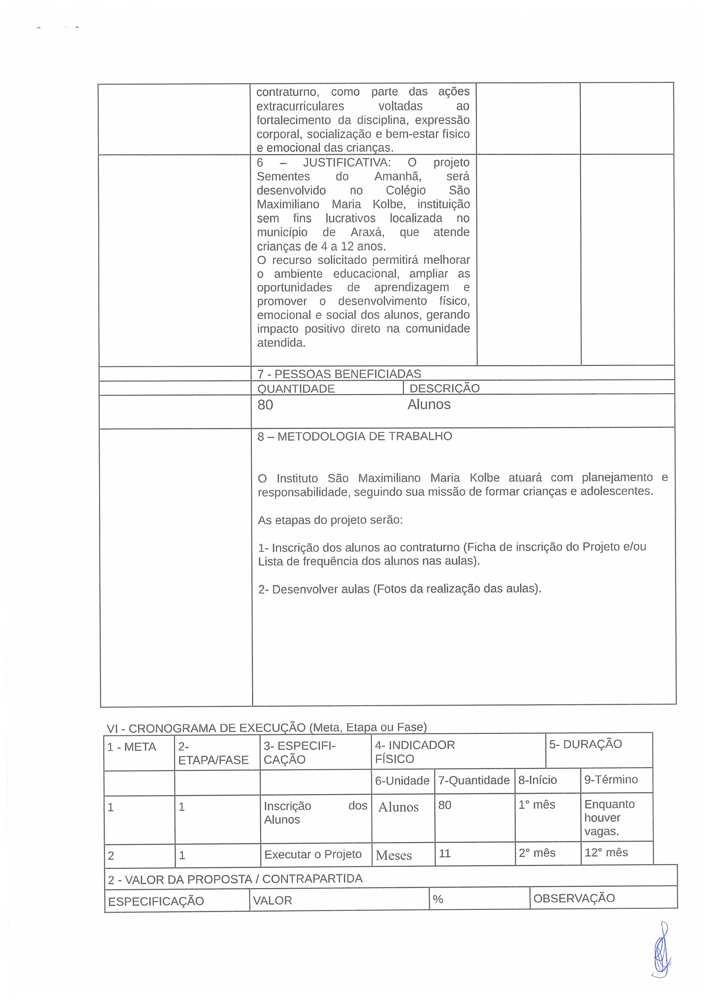 contraturno, como parte das ações
extracurriculares voltadas ao
fortalecimento da disciplina, expressão
corporal, socialização e bem-estar físico
e emocional das crianças.
6 – JUSTIFICATIVA: O projeto
Sementes do Amanhã, será
desenvolvido no Colégio São
Maximiliano Maria Kolbe, instituição
sem fins lucrativos localizada no
município de Araxá, que atende
crianças de 4 a 12 anos.
O recurso solicitado permitirá melhorar
o ambiente educacional, ampliar as
oportunidades de aprendizagem e
promover o desenvolvimento físico,
emocional e social dos alunos, gerando
impacto positivo direto na comunidade
atendida.
7 - PESSOAS BENEFICIADAS
QUANTIDADE DESCRIÇÃO
80 Alunos
8 – METODOLOGIA DE TRABALHO
O Instituto São Maximiliano Maria Kolbe atuará com planejamento e
responsabilidade, seguindo sua missão de formar crianças e adolescentes.
As etapas do projeto serão:
1- Inscrição dos alunos ao contraturno (Ficha de inscrição do Projeto e/ou
Lista de frequência dos alunos nas aulas).
2- Desenvolver aulas (Fotos da realização das aulas).
VI - CRONOGRAMA DE EXECUÇÃO (Meta, Etapa ou Fase)
1 - META 2- 3- ESPECIFI- 4- INDICADOR 5- DURAÇÃO
ETAPA/FASE CAÇÃO FÍSICO
6-Unidade 7-Quantidade 8-Início 9-Término
1 1 Inscrição dos Alunos 80 1° mês Enquanto
Alunos houver
vagas.
2 1 Executar o Projeto Meses 11 2° mês 12° mês
2 - VALOR DA PROPOSTA / CONTRAPARTIDA
ESPECIFICAÇÃO VALOR % OBSERVAÇÃO